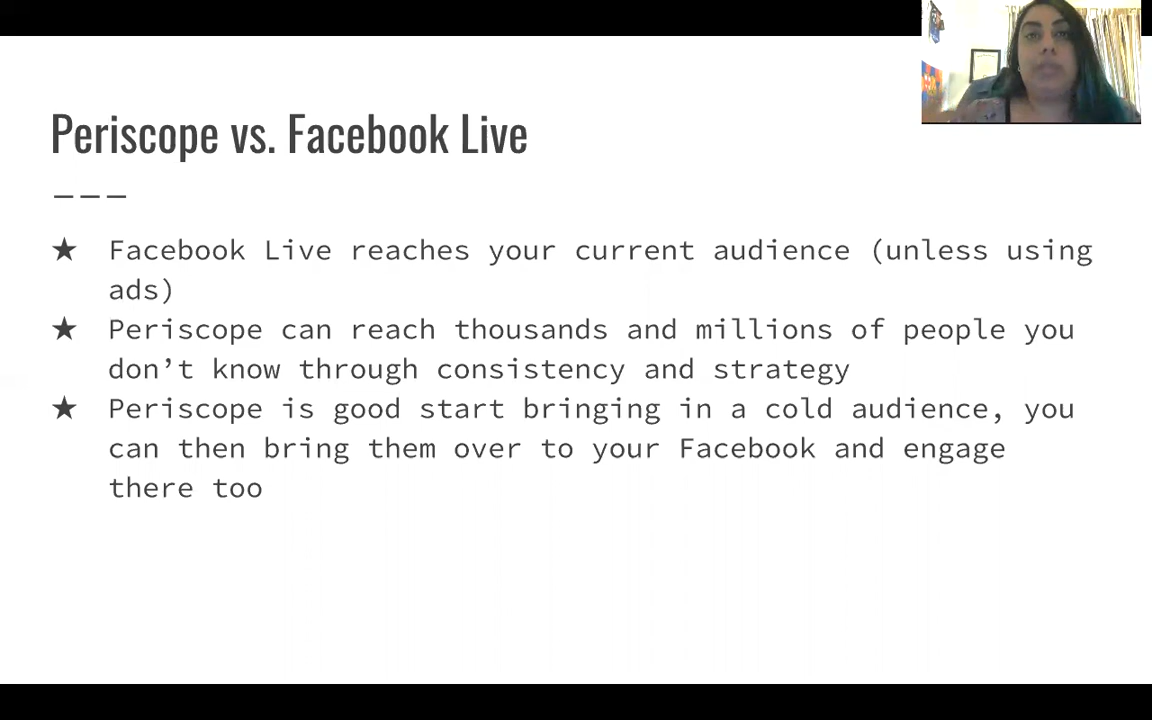 Periscope vs. Facebook Live
★ Facebook Live reaches your current audience (unless using
ads)
★ Periscope can reach thousands and millions of people you
don’t know through consistency and strategy
★ Periscope is good start bringing in a cold audience, you
can then bring them over to your Facebook and engage
there too